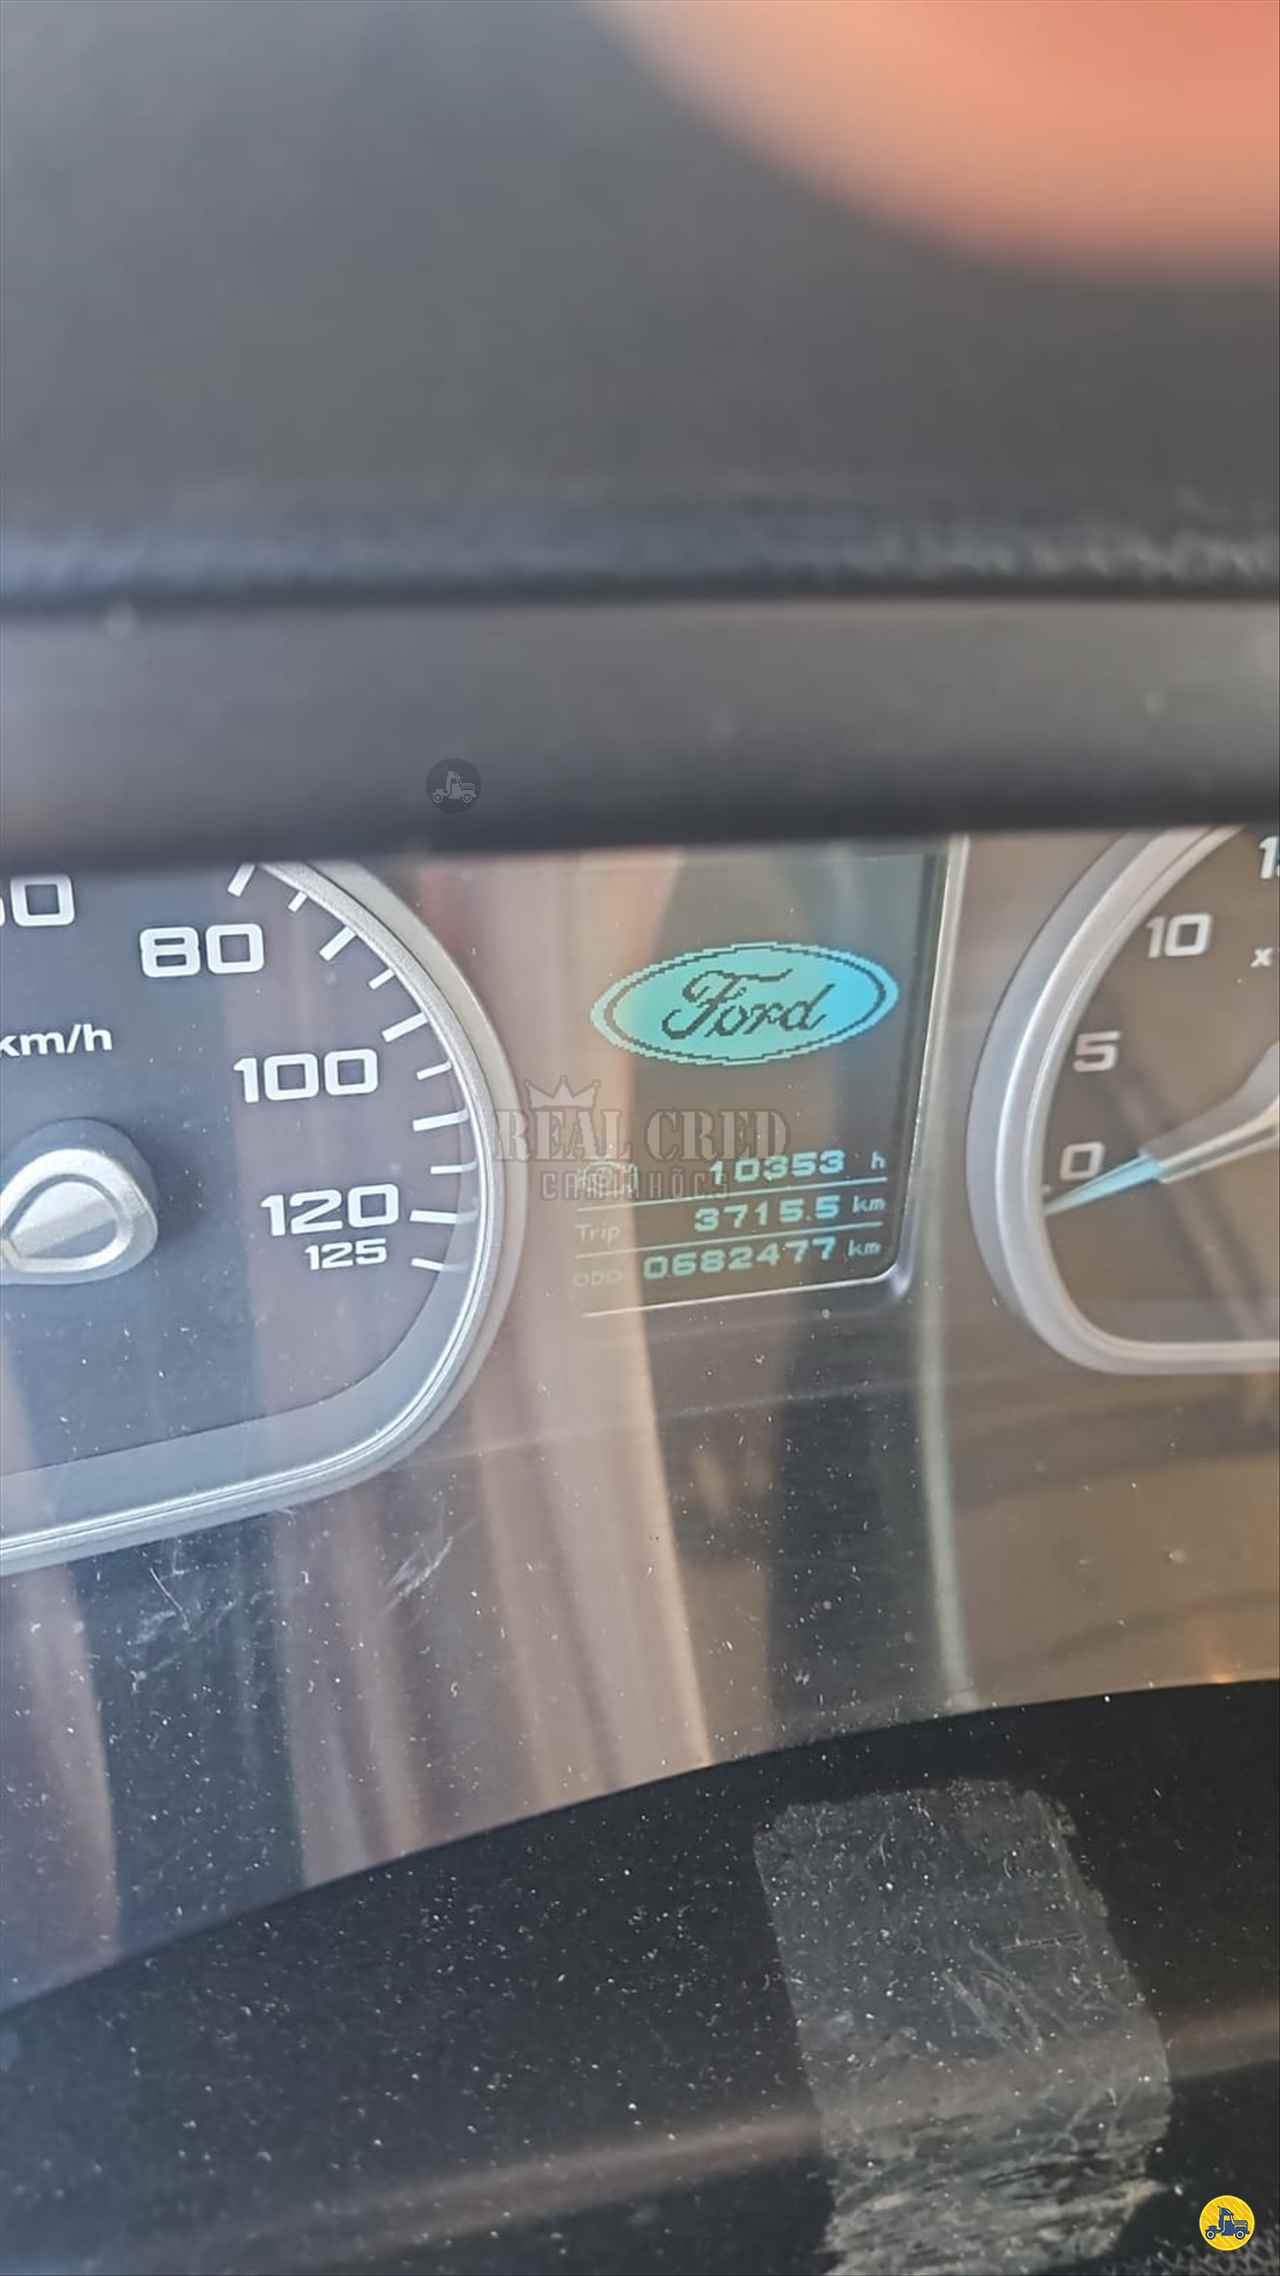 80
km/h
100
120
125
Ford
REAL CRED
CAMINHÕES
10353 h
Trip 3715.5 km
ODO 0682477 km
10
5
0
x